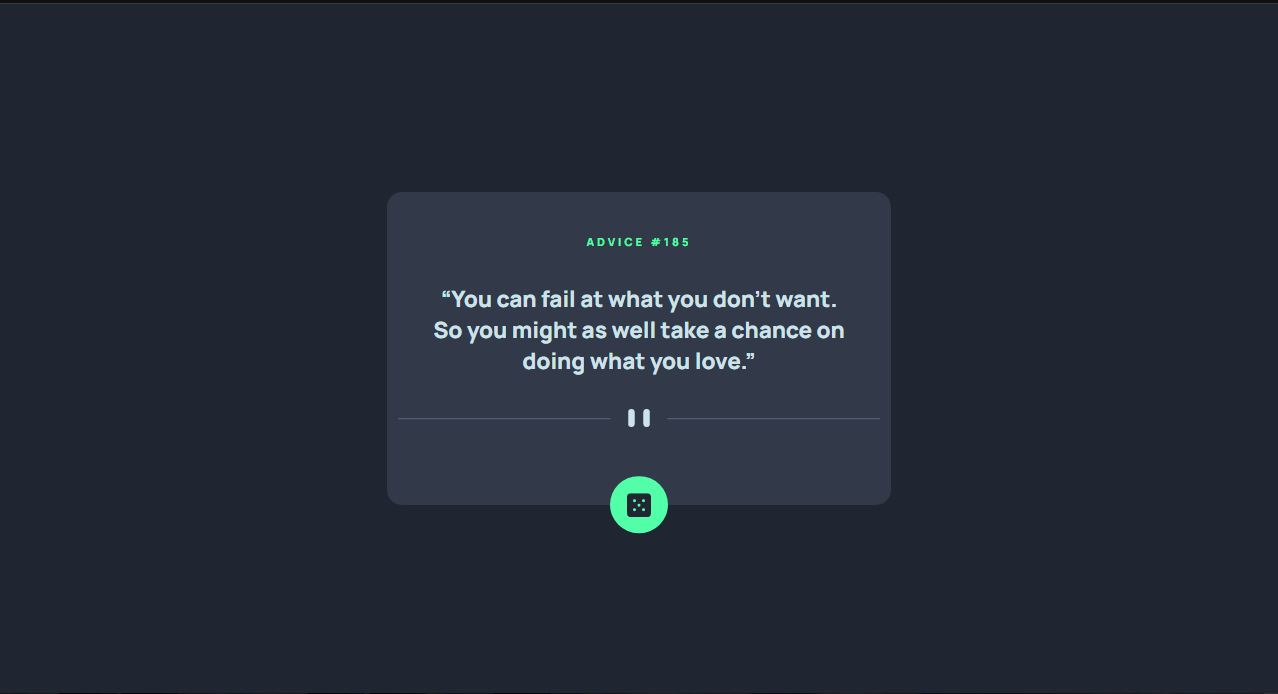 ADVICE #185
“You can fail at what you don’t want.
So you might as well take a chance on
doing what you love.”